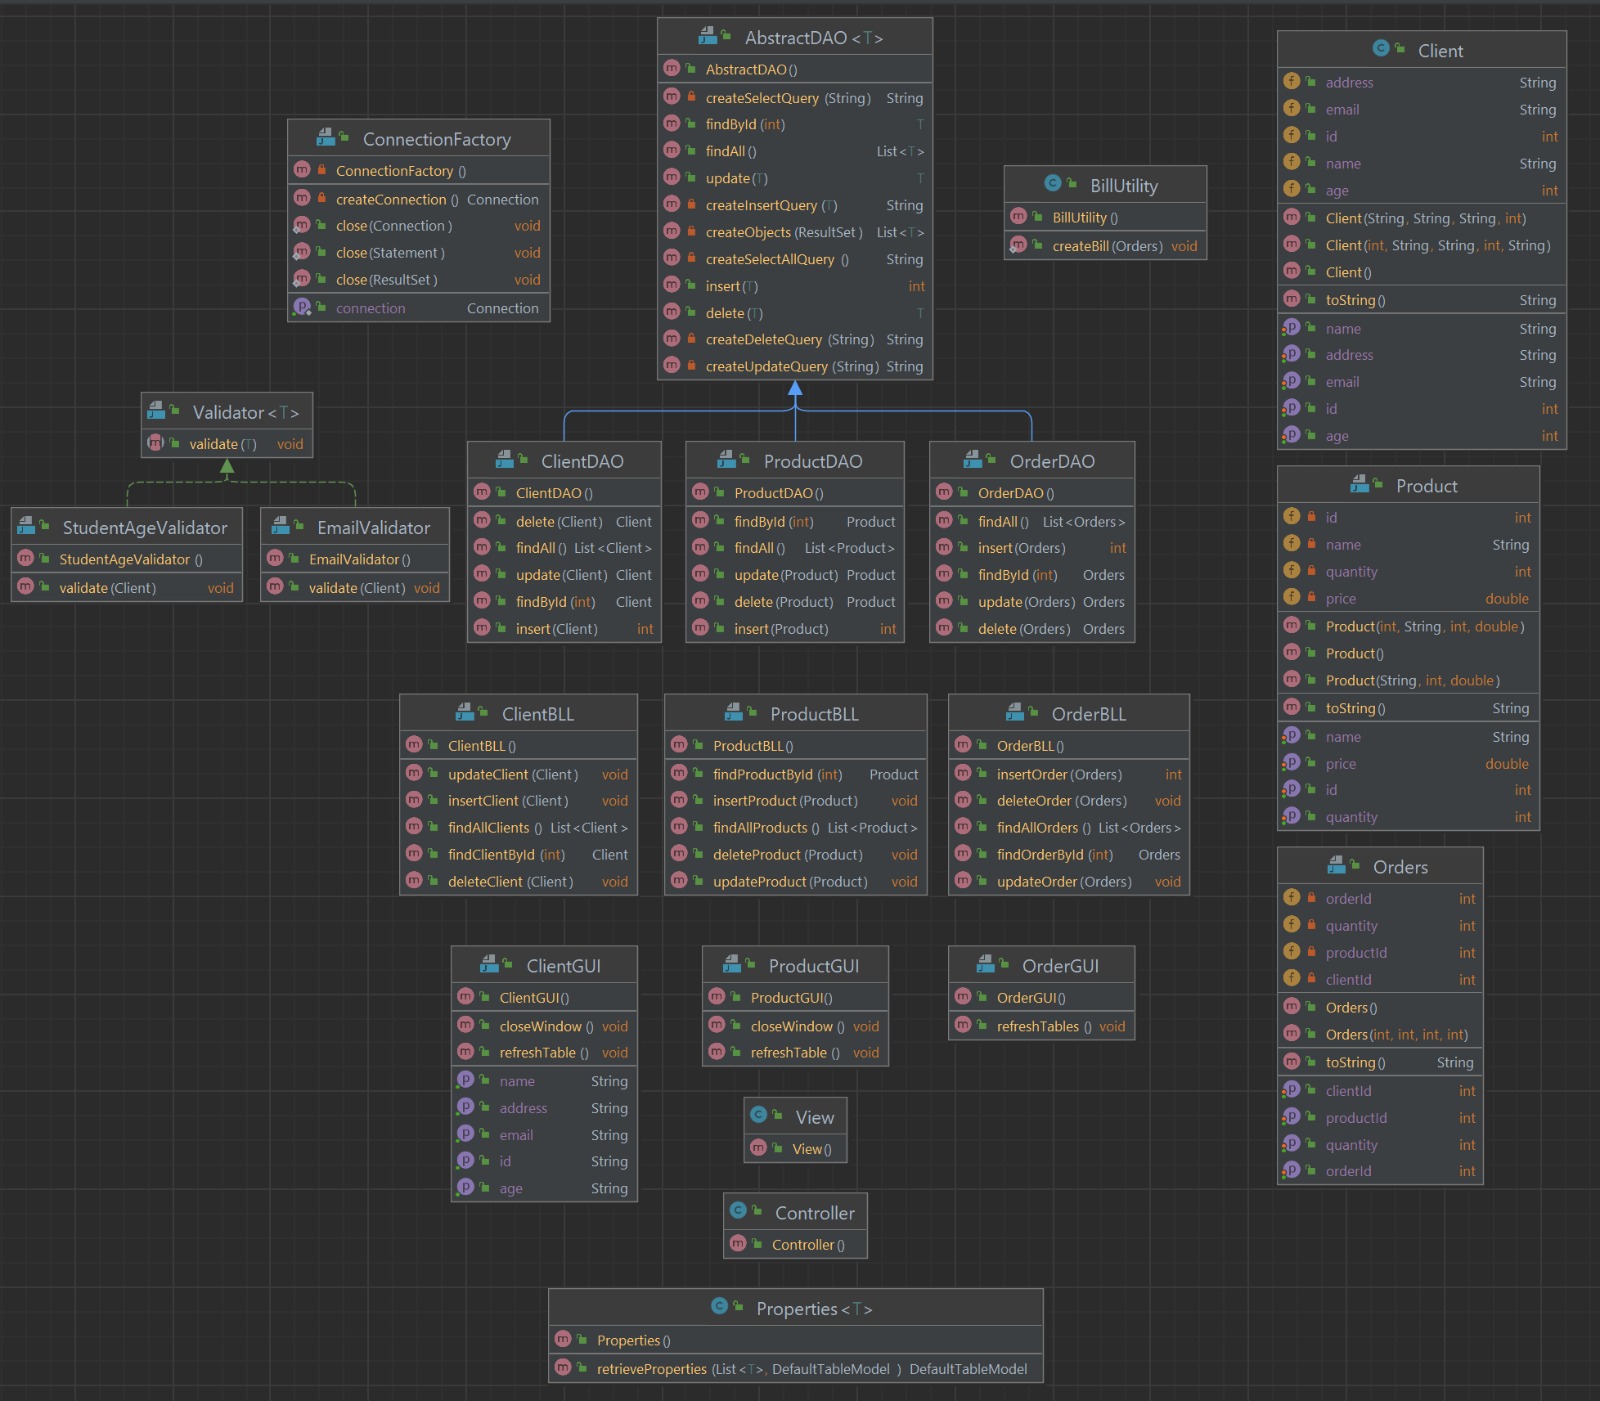 AbstractDAO <T>
AbstractDAO ()
createSelectQuery (String) String
findById (int) T
findAll () List<T>
update (T) T
createInsertQuery (T) String
createObjects (ResultSet ) List<T>
createSelectAllQuery () String
insert (T) int
delete (T) T
createDeleteQuery (String) String
createUpdateQuery (String) String
ConnectionFactory
ConnectionFactory ()
createConnection () Connection
close (Connection ) void
close (Statement ) void
close (ResultSet ) void
connection Connection
BillUtility
BillUtility ()
createBill (Orders) void
Client
address String
email String
id int
name String
age int
Client (String, String, String, int)
Client (int, String, String, int, String)
Client ()
toString () String
name String
address String
email String
id int
age int
Validator <T>
validate (T) void
StudentAgeValidator
StudentAgeValidator ()
validate (Client) void
EmailValidator
EmailValidator ()
validate (Client) void
ClientDAO
ClientDAO ()
delete (Client) Client
findAll () List <Client >
update (Client) Client
findById (int) Client
insert (Client) int
ProductDAO
ProductDAO ()
findById (int) Product
findAll () List <Product>
update (Product) Product
delete (Product) Product
insert (Product) int
OrderDAO
OrderDAO ()
findAll () List <Orders>
insert (Orders) int
findById (int) Orders
update (Orders) Orders
delete (Orders) Orders
Product
id int
name String
quantity int
price double
Product (int, String, int, double )
Product ()
Product (String, int, double )
toString () String
name String
price double
id int
quantity int
ClientBLL
ClientBLL ()
updateClient (Client ) void
insertClient (Client ) void
findAllClients () List <Client >
findClientById (int) Client
deleteClient (Client ) void
ProductBLL
ProductBLL ()
findProductById (int) Product
insertProduct (Product) void
findAllProducts () List <Product >
deleteProduct (Product) void
updateProduct (Product) void
OrderBLL
OrderBLL ()
insertOrder (Orders) int
deleteOrder (Orders) void
findAllOrders () List <Orders >
findOrderById (int) Orders
updateOrder (Orders) void
Orders
orderId int
quantity int
productId int
clientId int
Orders ()
Orders (int, int, int, int)
toString () String
clientId int
productId int
quantity int
orderId int
ClientGUI
ClientGUI ()
closeWindow () void
refreshTable () void
name String
address String
email String
id String
age String
ProductGUI
ProductGUI ()
closeWindow () void
refreshTable () void
OrderGUI
OrderGUI ()
refreshTables () void
View
View ()
Controller
Controller ()
Properties <T>
Properties ()
retrieveProperties (List <T>, DefaultTableModel ) DefaultTableModel